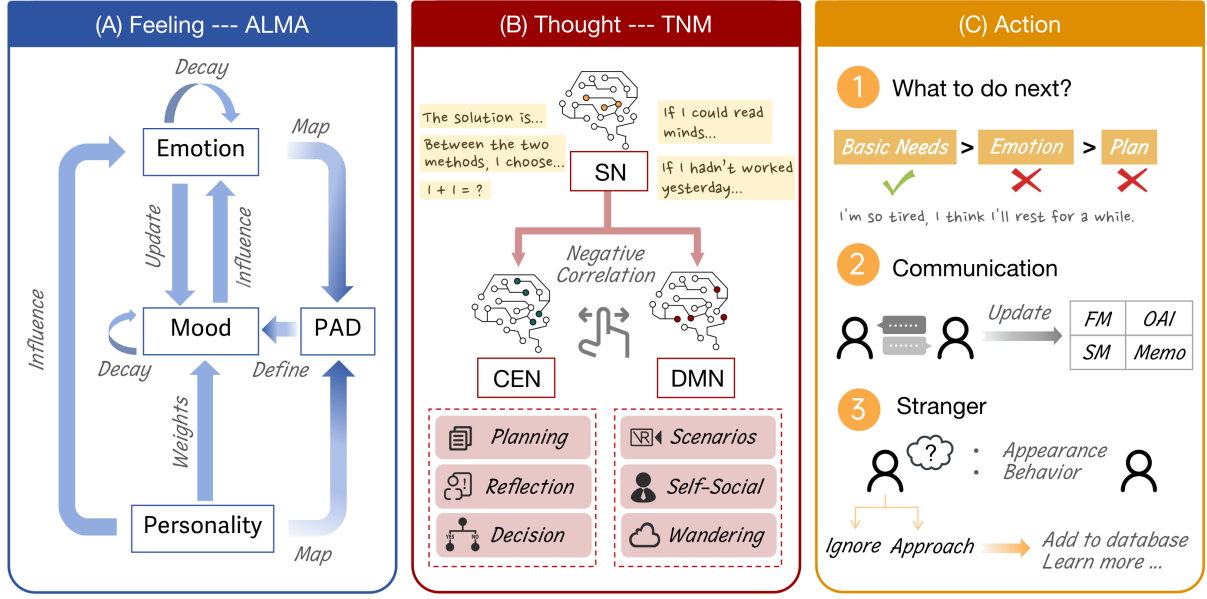 (A) Feeling --- ALMA
Decay
Emotion
Map
Update
Influence
Influence
Mood
PAD
Decay
Define
Weights
Personality
Map
(B) Thought --- TNM
The solution is...
Between the two
methods, I choose...
1 + 1 = ?
If I could read
minds...
If I hadn't worked
yesterday...
SN
Negative
Correlation
CEN
DMN
Planning
Reflection
YES
NO
Decision
VR
Scenarios
Self-Social
Wandering
(C) Action
1
What to do next?
Basic Needs > Emotion > Plan
I'm so tired, I think I'll rest for a while.
2
Communication
Update
FM
OAI
SM
Memo
3
Stranger
?
• Appearance
• Behavior
Ignore
Approach
Add to database
Learn more ...